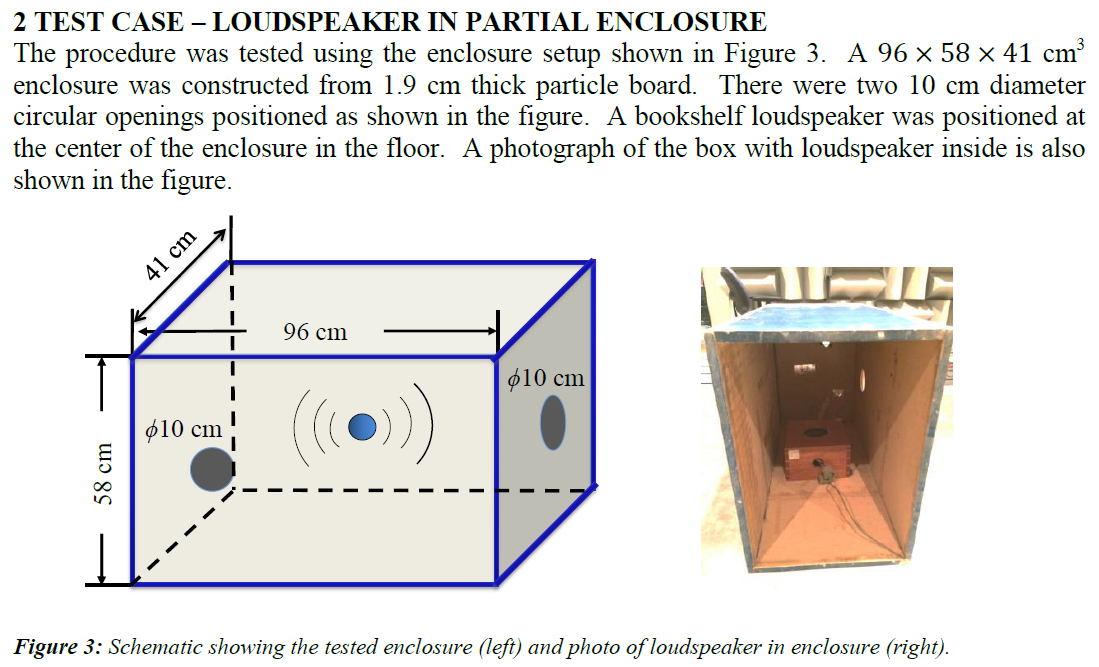 2 TEST CASE – LOUDSPEAKER IN PARTIAL ENCLOSURE
The procedure was tested using the enclosure setup shown in Figure 3. A 96 × 58 × 41 cm³
enclosure was constructed from 1.9 cm thick particle board. There were two 10 cm diameter
circular openings positioned as shown in the figure. A bookshelf loudspeaker was positioned at
the center of the enclosure in the floor. A photograph of the box with loudspeaker inside is also
shown in the figure.
41 cm
96 cm
ϕ10 cm
ϕ10 cm
58 cm
Figure 3: Schematic showing the tested enclosure (left) and photo of loudspeaker in enclosure (right).